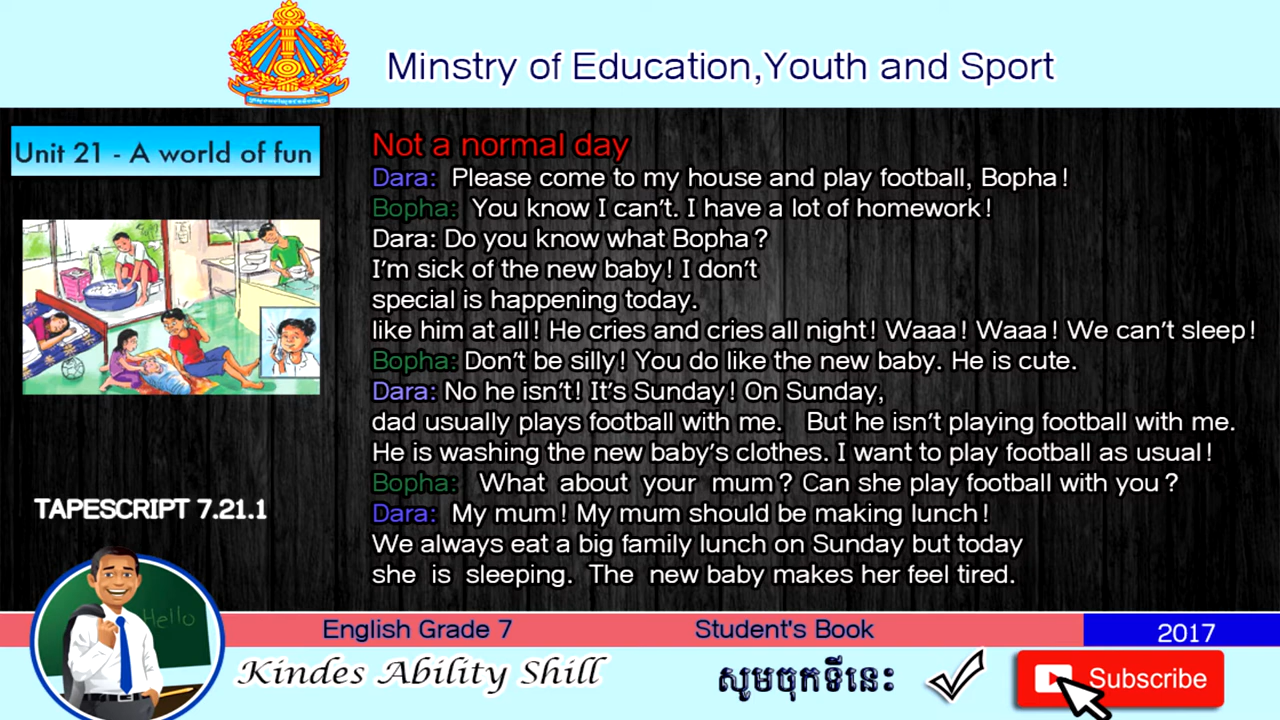 Minstry of Education,Youth and Sport
Unit 21 - A world of fun
Not a normal day
Dara: Please come to my house and play football, Bopha!
Bopha: You know I can't. I have a lot of homework!
Dara: Do you know what Bopha?
I'm sick of the new baby! I don't
special is happening today.
like him at all! He cries and cries all night! Waaa! Waaa! We can't sleep!
Bopha: Don't be silly! You do like the new baby. He is cute.
Dara: No he isn't! It's Sunday! On Sunday,
dad usually plays football with me. But he isn't playing football with me.
He is washing the new baby's clothes. I want to play football as usual!
Bopha: What about your mum? Can she play football with you?
Dara: My mum! My mum should be making lunch!
We always eat a big family lunch on Sunday but today
she is sleeping. The new baby makes her feel tired.
TAPESCRIPT 7.21.1
Hello
English Grade 7
Student's Book
2017
Kindes Ability Shill
សូមចុកទីនេះ
Subscribe